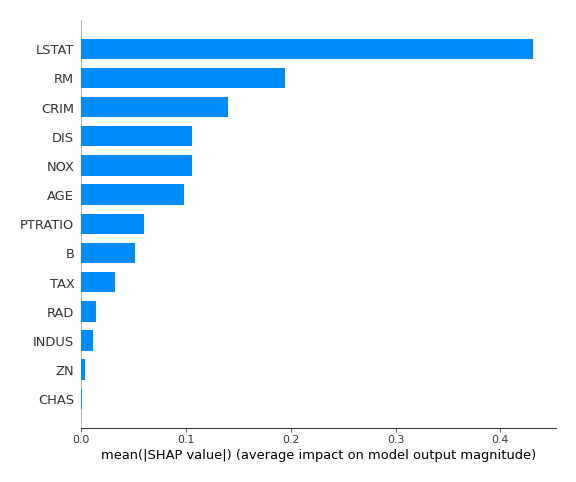 LSTAT
RM
CRIM
DIS
NOX
AGE
PTRATIO
B
TAX
RAD
INDUS
ZN
CHAS
0.0 0.1 0.2 0.3 0.4
mean(|SHAP value|) (average impact on model output magnitude)